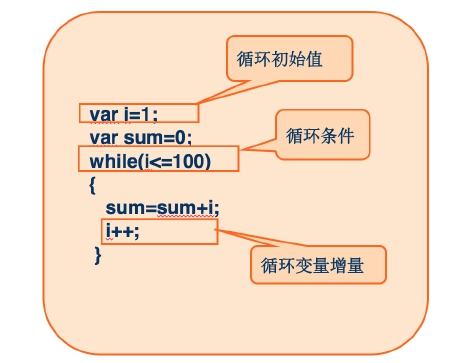 循环初始值
var i=1;
var sum=0;
循环条件
while(i<=100)
{
sum=sum+i;
i++;
}
循环变量增量